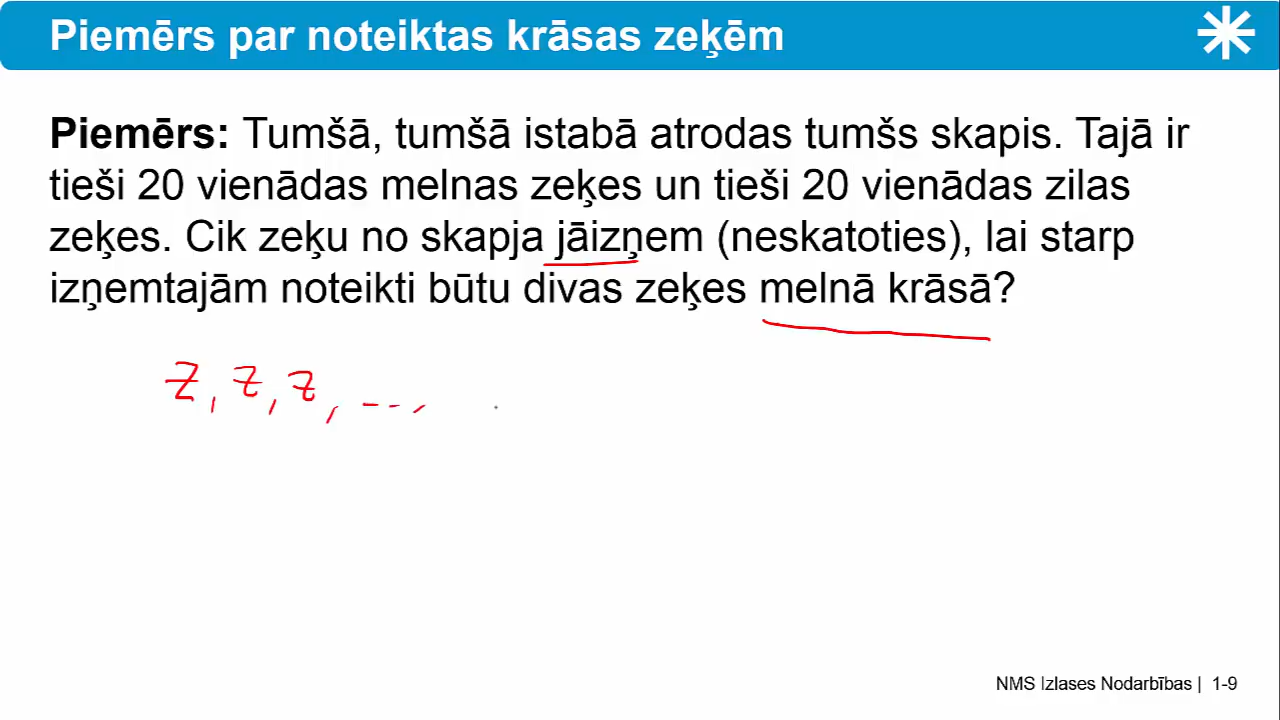 Piemērs par noteiktas krāsas zeķēm
Piemērs: Tumšā, tumšā istabā atrodas tumšs skapis. Tajā ir
tieši 20 vienādas melnas zeķes un tieši 20 vienādas zilas
zeķes. Cik zeķu no skapja jāizņem (neskatoties), lai starp
izņemtajām noteikti būtu divas zeķes melnā krāsā?
Z, Z, Z, ...,
NMS Izlases Nodarbības | 1-9